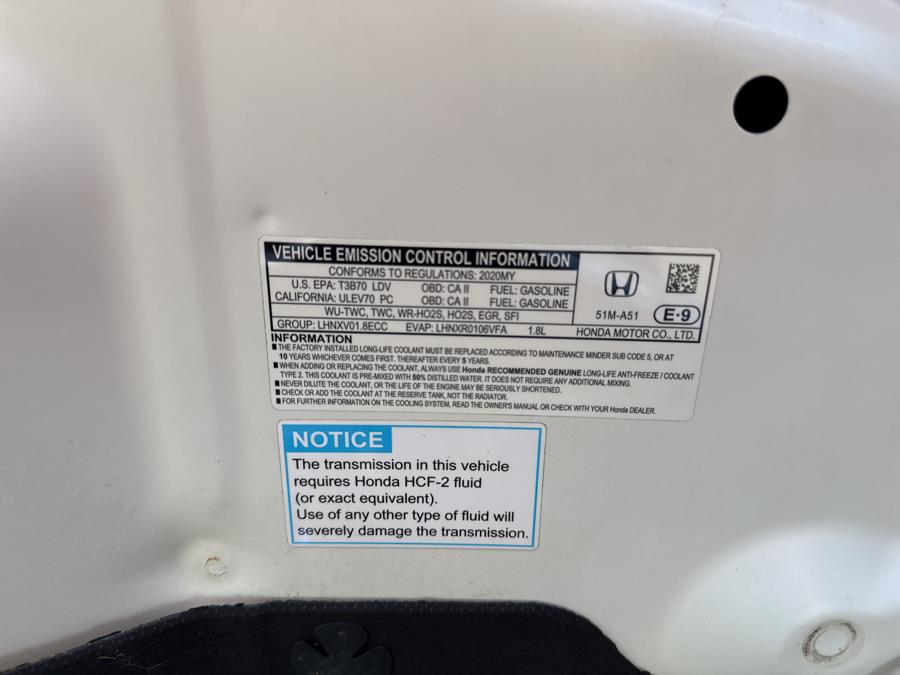 VEHICLE EMISSION CONTROL INFORMATION
CONFORMS TO REGULATIONS: 2020MY
U.S. EPA: T3B70 LDV OBD: CA II FUEL: GASOLINE
CALIFORNIA: ULEV70 PC OBD: CA II FUEL: GASOLINE
WU-TWC, TWC, WR-HO2S, HO2S, EGR, SFI
51M-A51 E•9
GROUP: LHNXV01.8ECC EVAP: LHNXR0106VFA 1.8L HONDA MOTOR CO., LTD.
INFORMATION
■ THE FACTORY INSTALLED LONG-LIFE COOLANT MUST BE REPLACED ACCORDING TO MAINTENANCE MINDER SUB CODE 5, OR AT
10 YEARS WHICHEVER COMES FIRST. THEREAFTER EVERY 5 YEARS.
■ WHEN ADDING OR REPLACING THE COOLANT, ALWAYS USE Honda RECOMMENDED GENUINE LONG-LIFE ANTI-FREEZE / COOLANT
TYPE 2. THIS COOLANT IS PRE-MIXED WITH 50% DISTILLED WATER. IT DOES NOT REQUIRE ANY ADDITIONAL MIXING.
■ NEVER DILUTE THE COOLANT, OR THE LIFE OF THE ENGINE MAY BE SERIOUSLY SHORTENED.
■ CHECK OR ADD THE COOLANT AT THE RESERVE TANK, NOT THE RADIATOR.
■ FOR FURTHER INFORMATION ON THE COOLING SYSTEM, READ THE OWNER'S MANUAL OR CHECK WITH YOUR Honda DEALER.
NOTICE
The transmission in this vehicle
requires Honda HCF-2 fluid
(or exact equivalent).
Use of any other type of fluid will
severely damage the transmission.